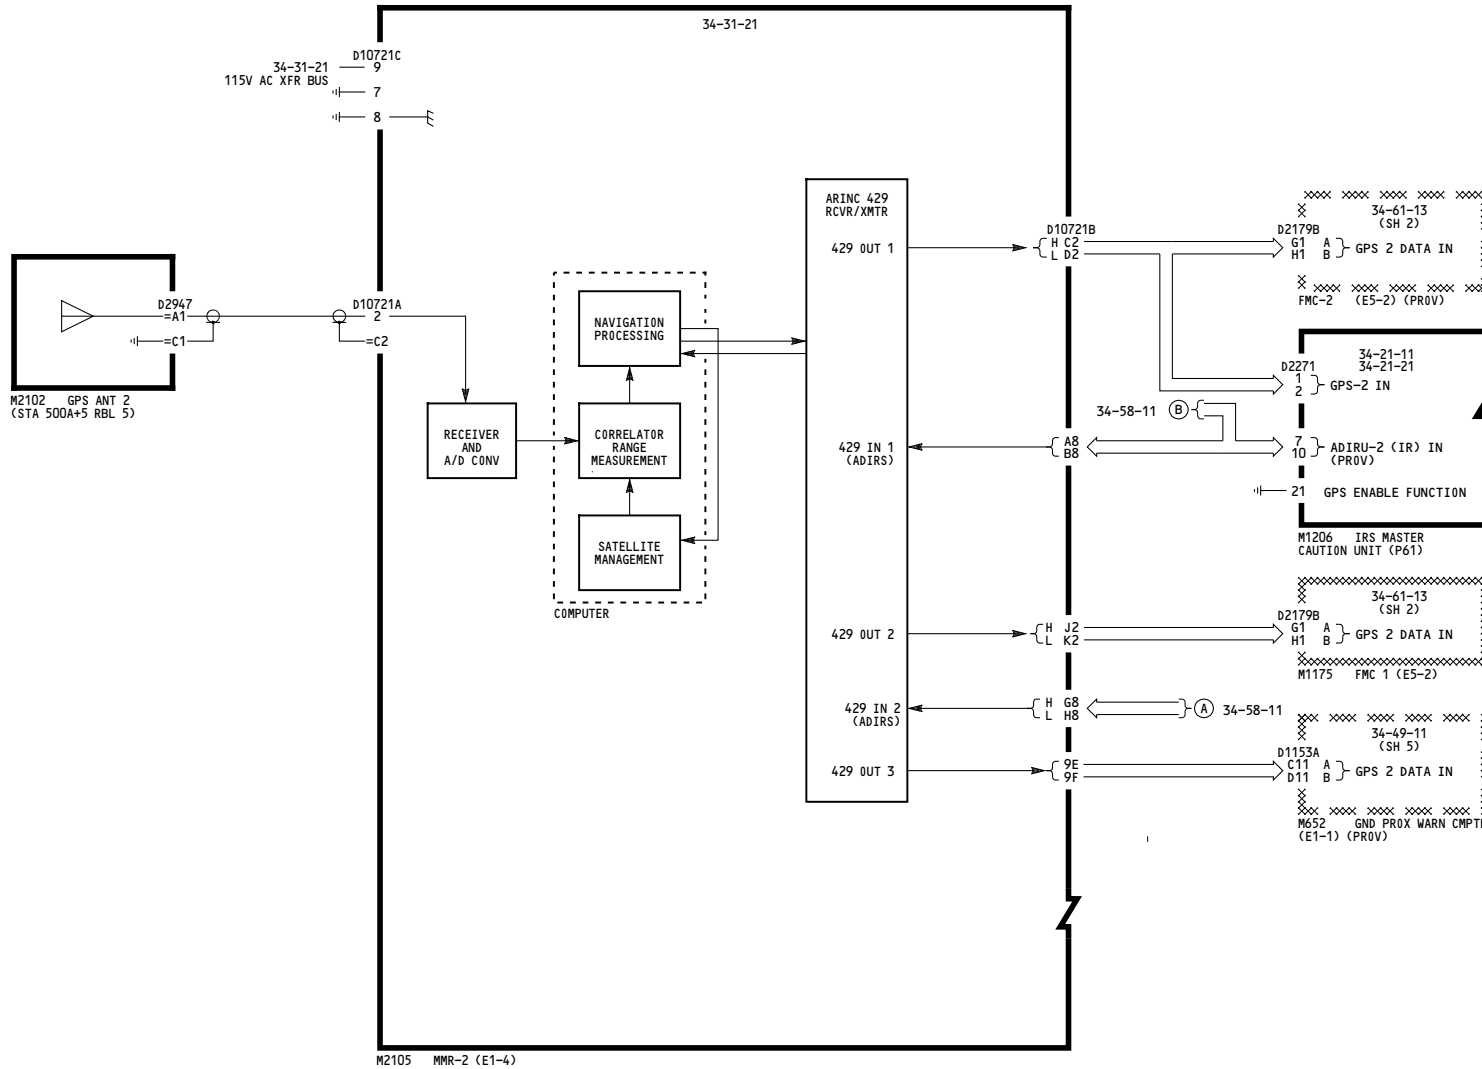 34-31-21
D10721C
34-31-21 9
115V AC XFR BUS
7
8
ARINC 429
RCVR/XMTR
429 OUT 1
D10721B
H C2
L D2
34-61-13
(SH 2)
D2179B
G1 A
H1 B
GPS 2 DATA IN
FMC-2 (E5-2) (PROV)
D2947
=A1
=C1
D10721A
2
=C2
M2102 GPS ANT 2
(STA 500A+5 RBL 5)
NAVIGATION
PROCESSING
RECEIVER
AND
A/D CONV
CORRELATOR
RANGE
MEASUREMENT
SATELLITE
MANAGEMENT
COMPUTER
34-21-11
34-21-21
D2271
1
2
GPS-2 IN
34-58-11 B
429 IN 1
(ADIRS)
A8
B8
7
10
ADIRU-2 (IR) IN
(PROV)
21 GPS ENABLE FUNCTION
M1206 IRS MASTER
CAUTION UNIT (P61)
34-61-13
(SH 2)
D2179B
429 OUT 2
H J2
L K2
G1 A
H1 B
GPS 2 DATA IN
M1175 FMC 1 (E5-2)
429 IN 2
(ADIRS)
H G8
L H8
A 34-58-11
34-49-11
(SH 5)
D1153A
429 OUT 3
9E
9F
C11 A
D11 B
GPS 2 DATA IN
M652 GND PROX WARN
(E1-1) (PROV)
M2105 MMR-2 (E1-4)